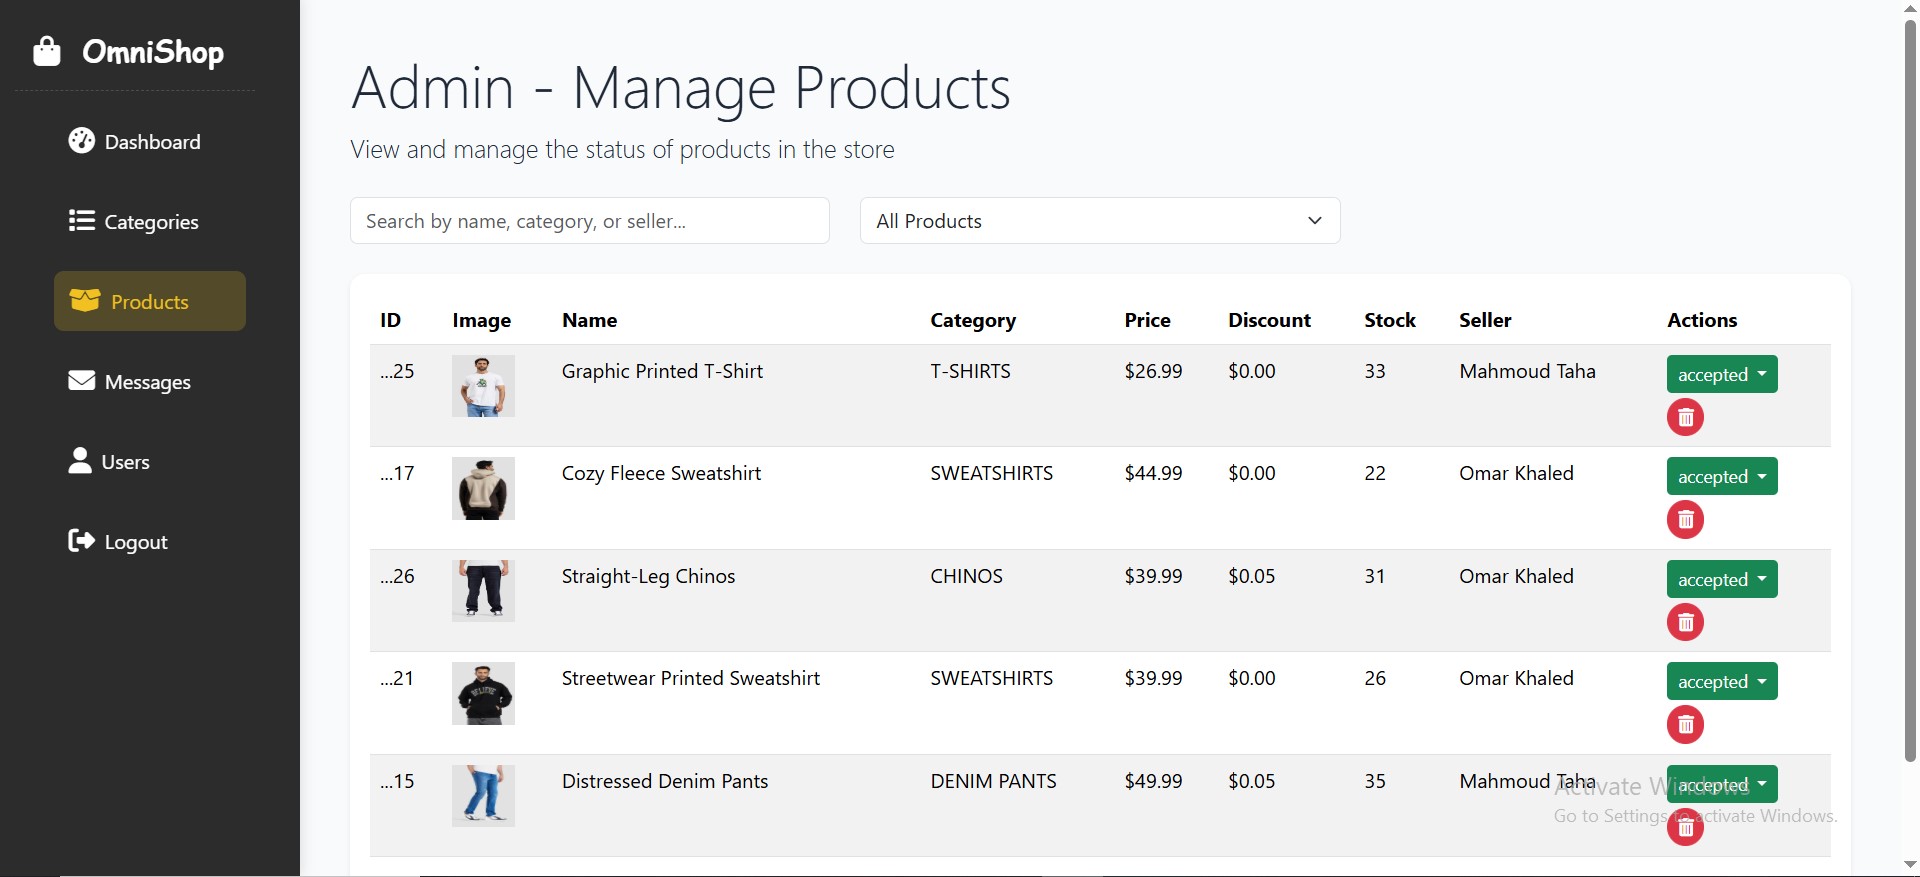 OmniShop
Dashboard
Categories
Products
Messages
Users
Logout
Admin - Manage Products
View and manage the status of products in the store
Search by name, category, or seller...
All Products
ID Image Name Category Price Discount Stock Seller Actions
...25 Graphic Printed T-Shirt T-SHIRTS $26.99 $0.00 33 Mahmoud Taha accepted
...17 Cozy Fleece Sweatshirt SWEATSHIRTS $44.99 $0.00 22 Omar Khaled accepted
...26 Straight-Leg Chinos CHINOS $39.99 $0.05 31 Omar Khaled accepted
...21 Streetwear Printed Sweatshirt SWEATSHIRTS $39.99 $0.00 26 Omar Khaled accepted
...15 Distressed Denim Pants DENIM PANTS $49.99 $0.05 35 Mahmoud Taha accepted
Activate Windows
Go to Settings to activate Windows.